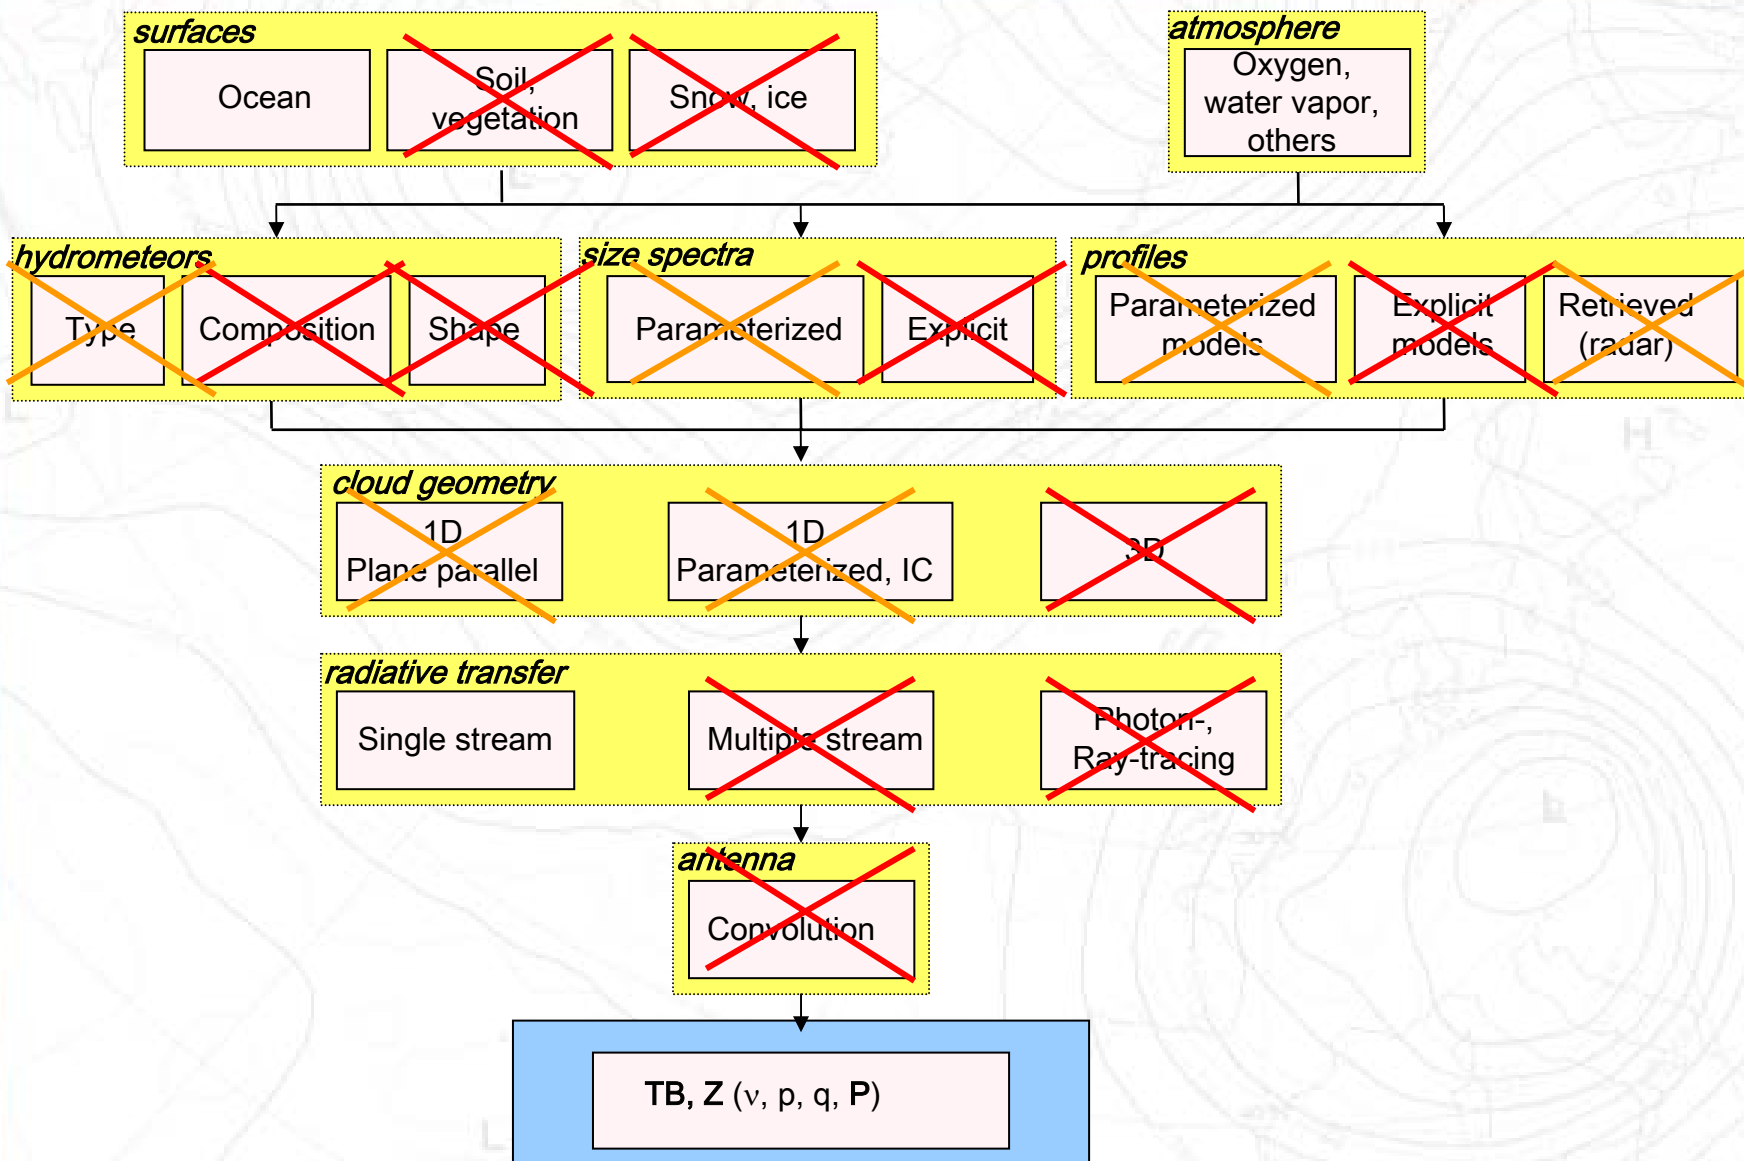 surfaces
Ocean
Soil,
vegetation
Snow, ice
atmosphere
Oxygen,
water vapor,
others
hydrometeors
Type
Composition
Shape
size spectra
Parameterized
Explicit
profiles
Parameterized
models
Explicit
models
Retrieved
(radar)
cloud geometry
1D
Plane parallel
1D
Parameterized, IC
3D
radiative transfer
Single stream
Multiple stream
Photon-,
Ray-tracing
antenna
Convolution
TB, Z (ν, p, q, P)
L
L
H
L
L